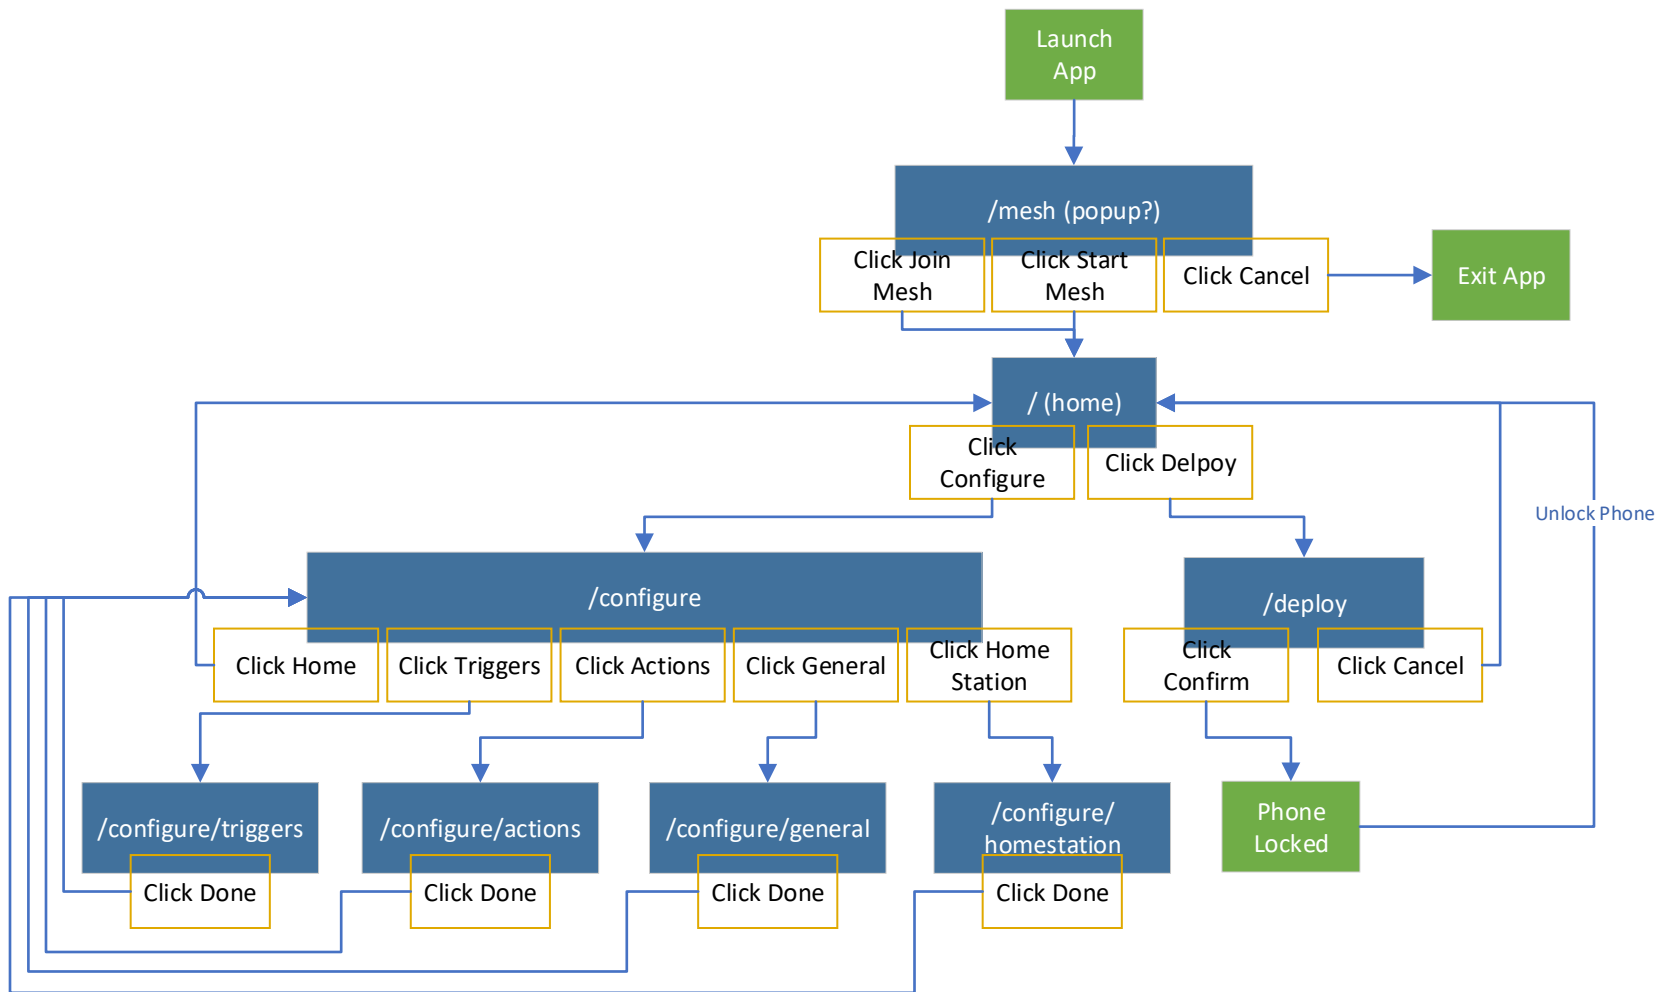 Launch
App
/mesh (popup?)
Click Join
Mesh
Click Start
Mesh
Click Cancel
Exit App
/ (home)
Click
Configure
Click Delpoy
Unlock Phone
/configure
/deploy
Click Home
Click Triggers
Click Actions
Click General
Click Home
Station
Click
Confirm
Click Cancel
/configure/triggers
/configure/actions
/configure/general
/configure/
homestation
Phone
Locked
Click Done
Click Done
Click Done
Click Done